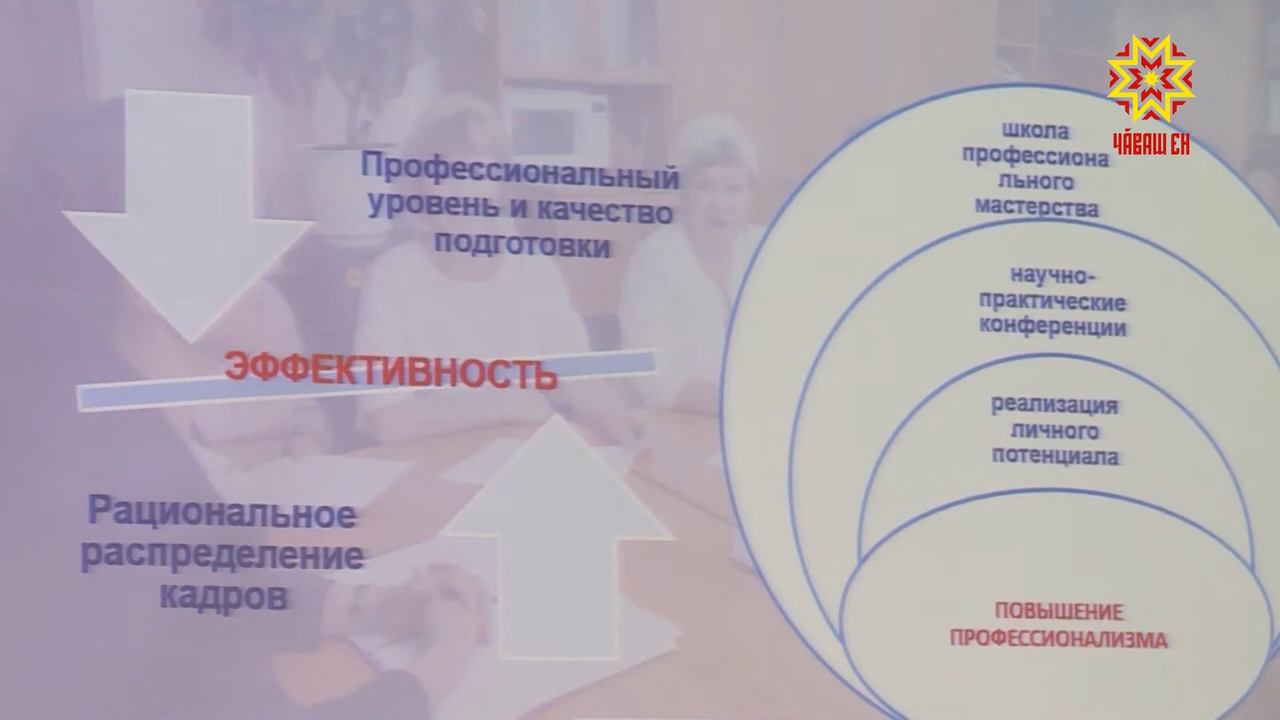 ЧӐВАШ ЕН
Профессиональный
уровень и качество
подготовки
ЭФФЕКТИВНОСТЬ
Рациональное
распределение
кадров
школа
профессиона
льного
мастерства
научно-
практические
конференции
реализация
личного
потенциала
ПОВЫШЕНИЕ
ПРОФЕССИОНАЛИЗМА